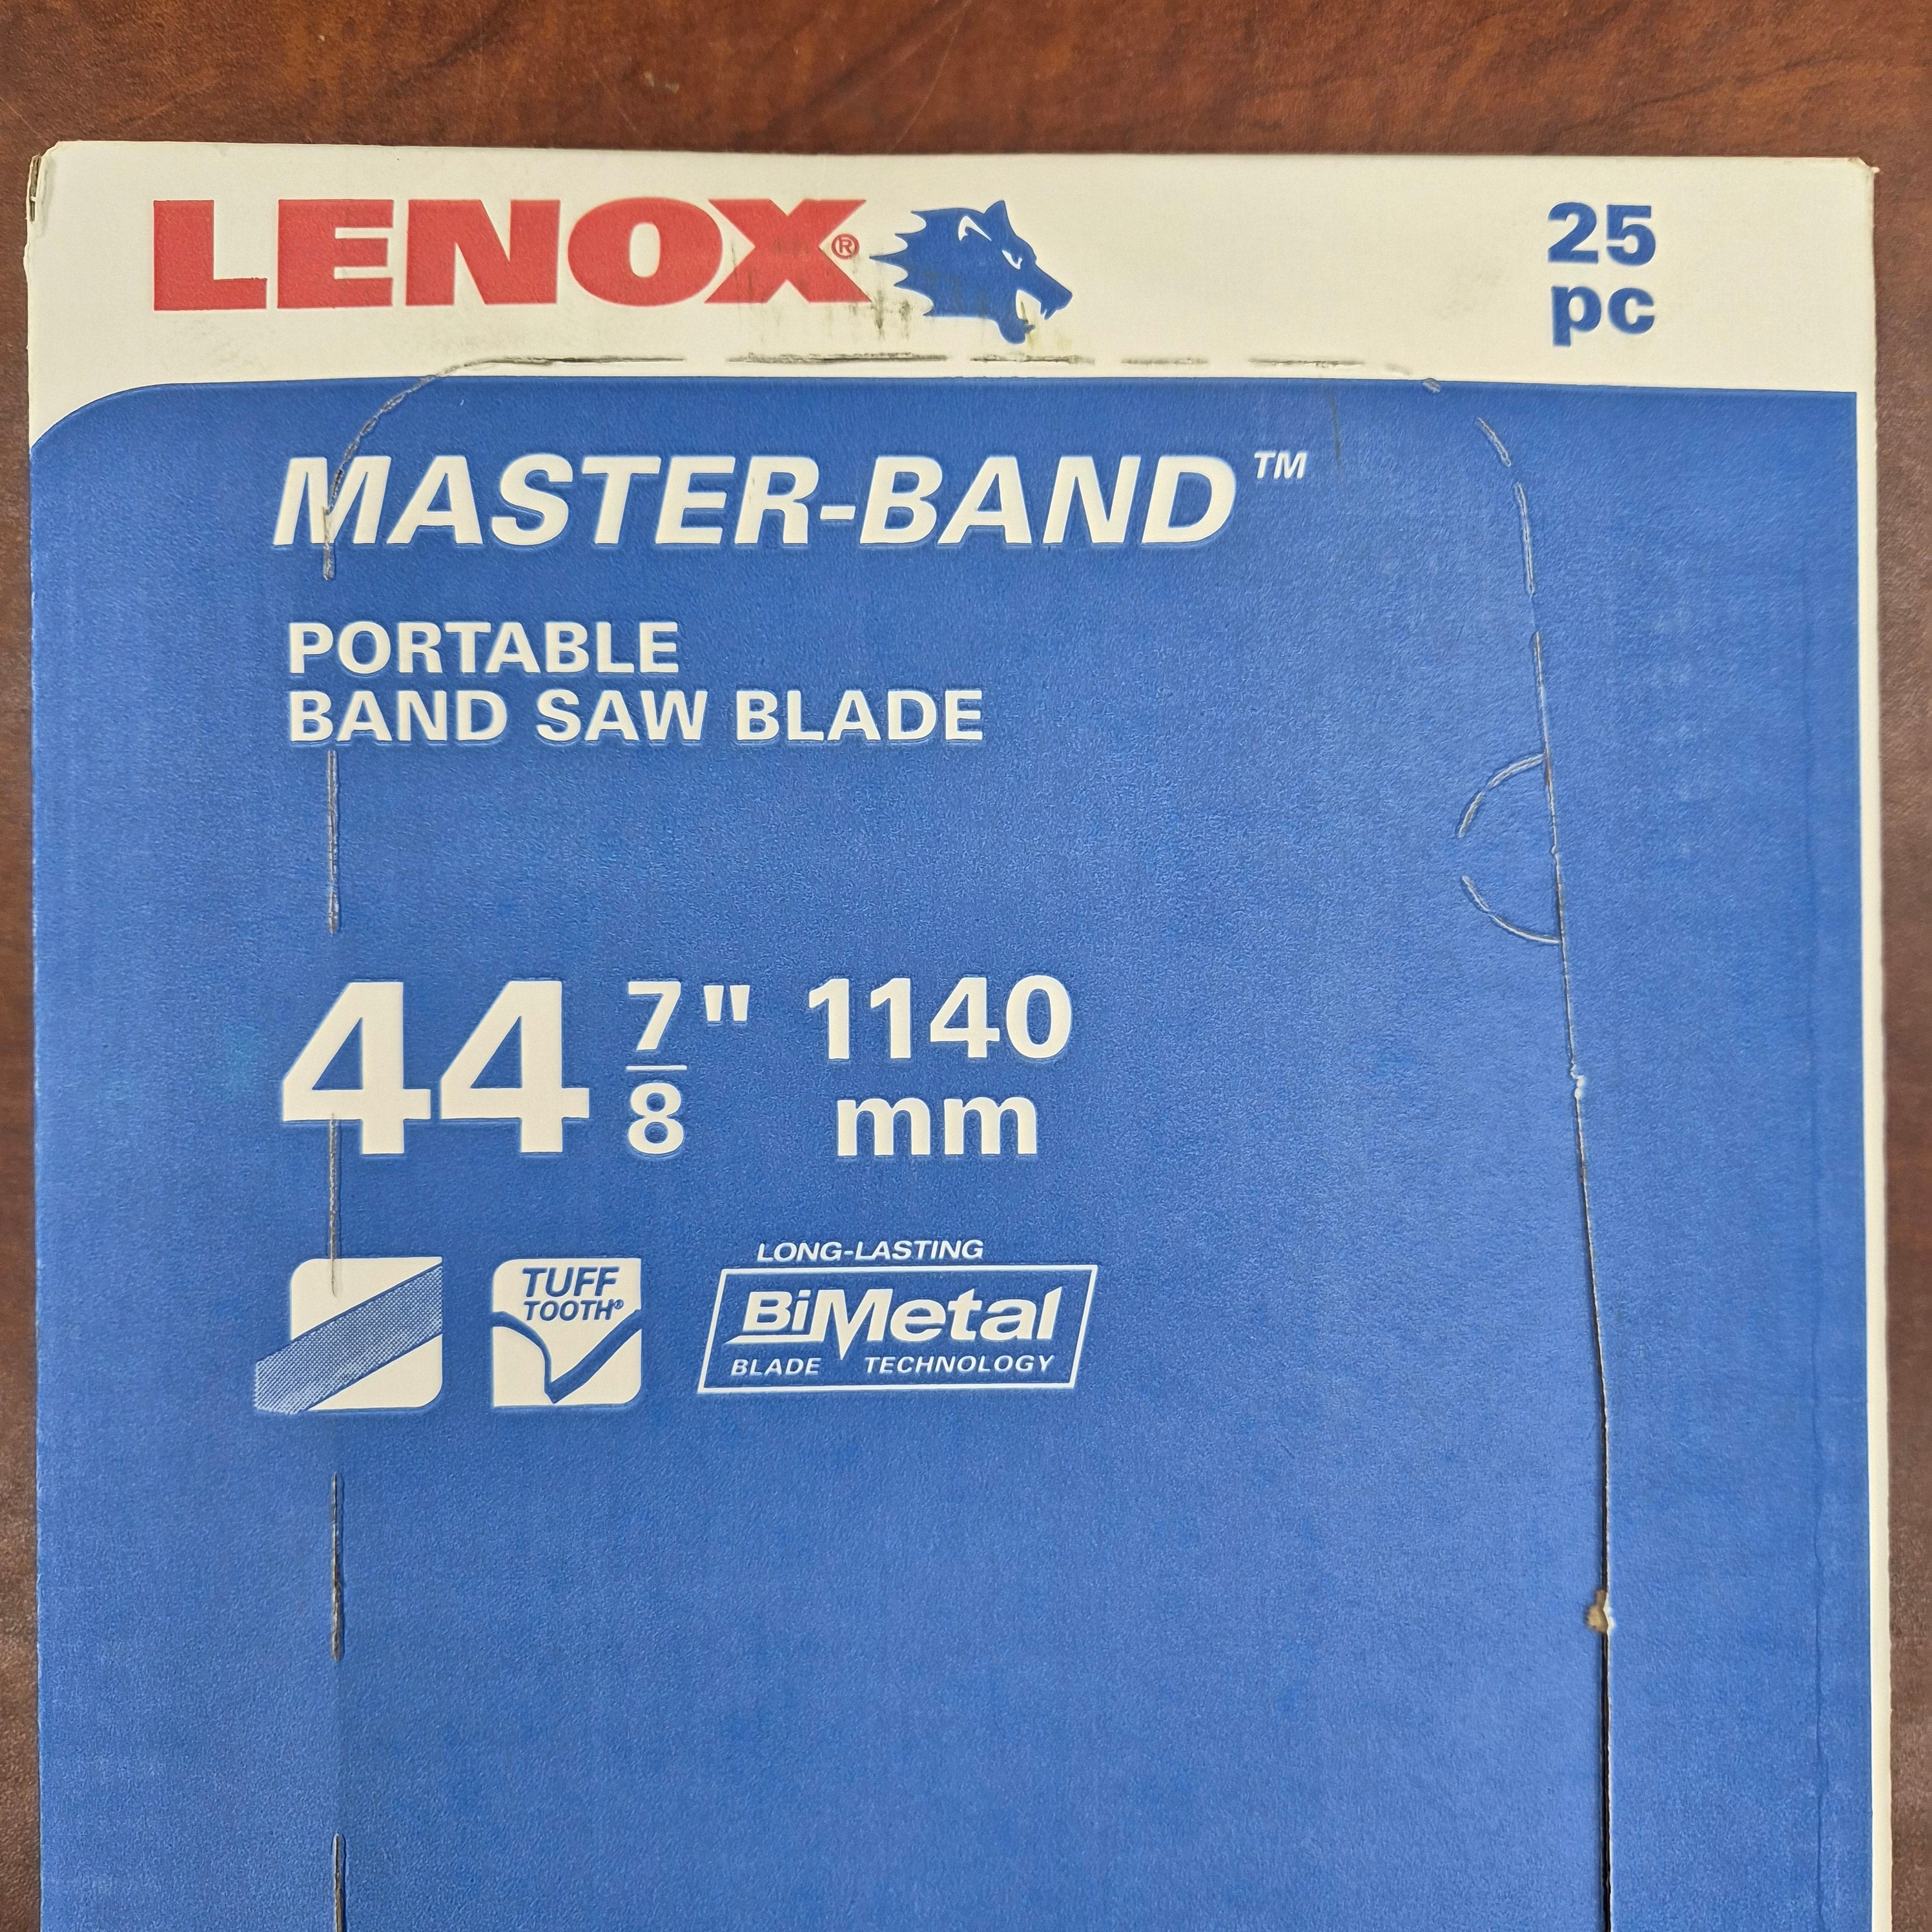 LENOX®
25
pc
MASTER-BAND™
PORTABLE
BAND SAW BLADE
44 7/8" 1140
mm
TUFF
TOOTH®
LONG-LASTING
BiMetal
BLADE TECHNOLOGY